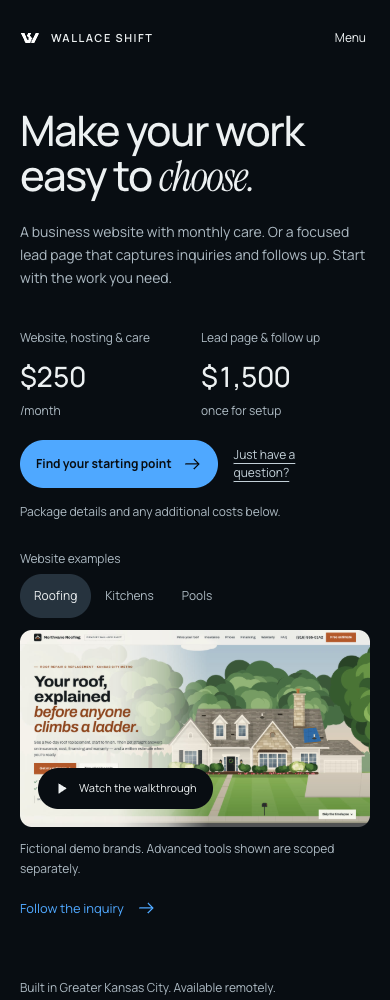 WALLACE SHIFT
Menu
Make your work
easy to choose.
A business website with monthly care. Or a focused
lead page that captures inquiries and follows up. Start
with the work you need.
Website, hosting & care
Lead page & follow up
$250
$1,500
/month
once for setup
Find your starting point
Just have a
question?
Package details and any additional costs below.
Website examples
Roofing
Kitchens
Pools
Your roof,
explained
before anyone
climbs a ladder.
Watch the walkthrough
Fictional demo brands. Advanced tools shown are scoped
separately.
Follow the inquiry
Built in Greater Kansas City. Available remotely.